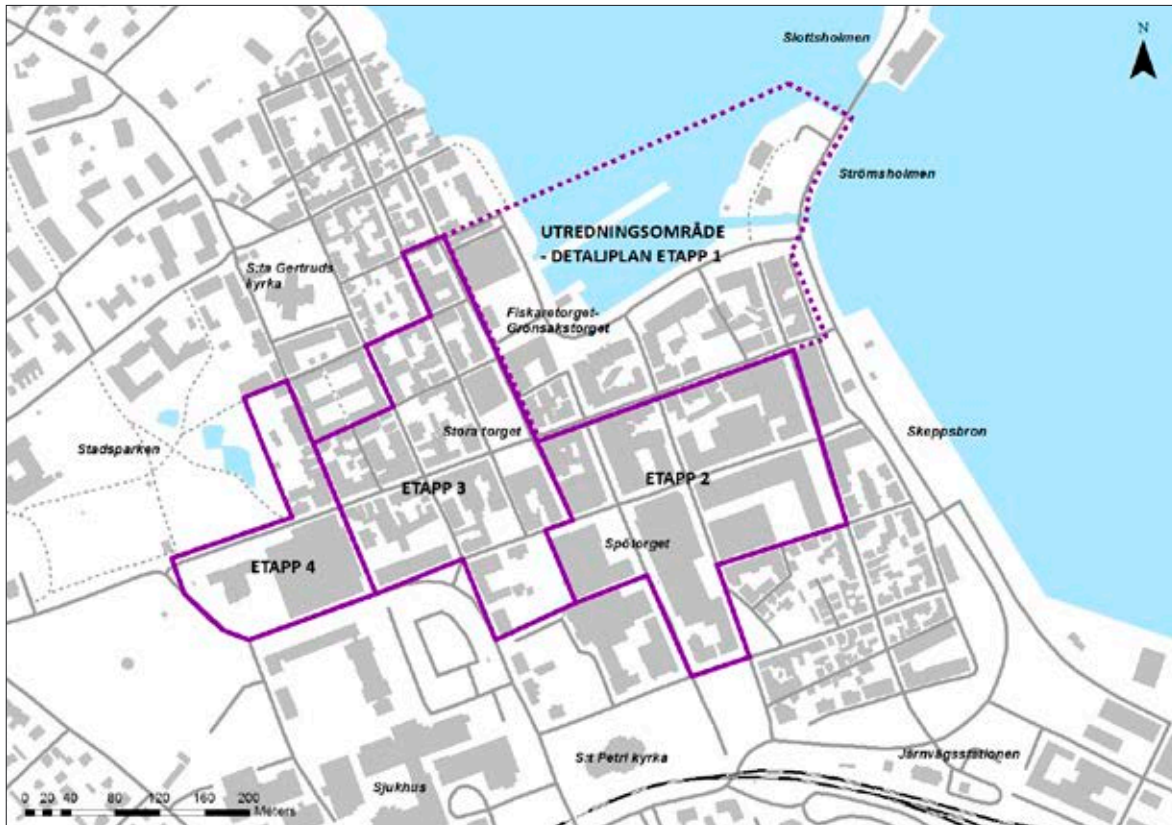 Slottsholmen
N
Strömsholmen
UTREDNINGSOMRÅDE
- DETALJPLAN ETAPP 1
S:ta Gertruds
kyrka
Fiskaretorget-
Grönsakstorget
Stadsparken
Stora torget
Skeppsbron
ETAPP 3
ETAPP 2
Spötorget
ETAPP 4
S:t Petri kyrka
Järnvägsstationen
Sjukhus
0 20 40 80 120 160 200
Meters